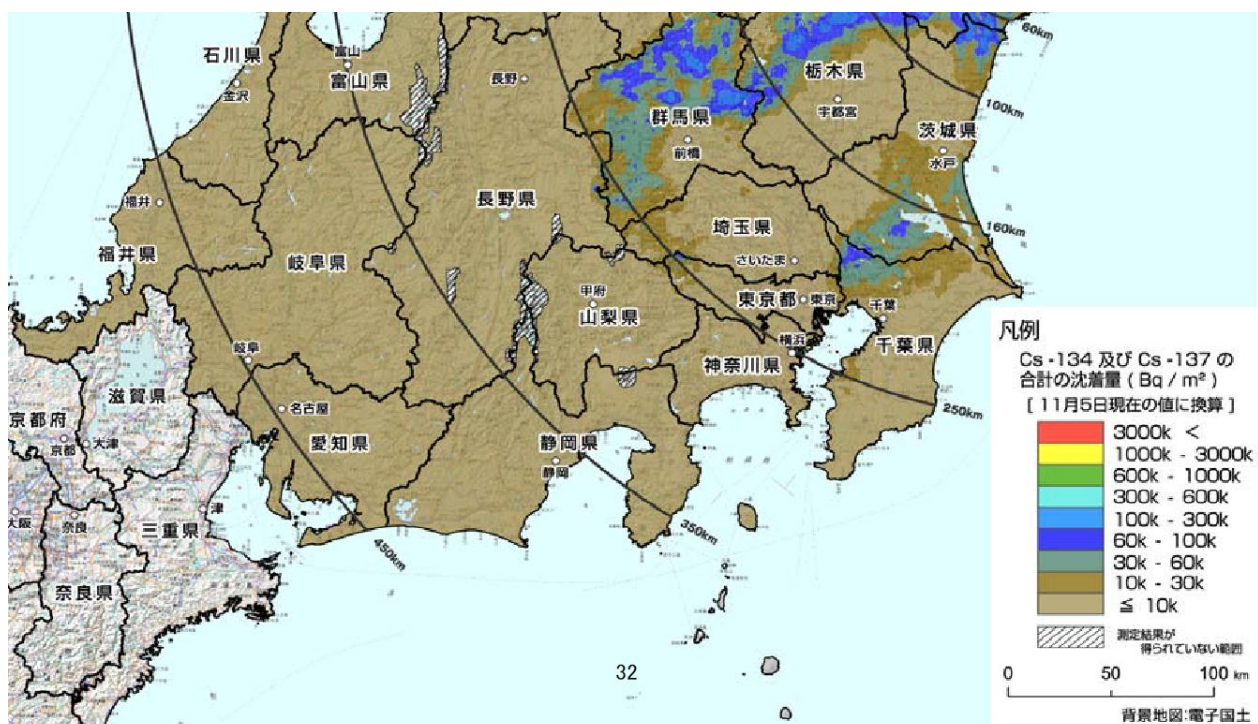 石川県
金沢
富山
富山県
長野
群馬県
前橋
栃木県
宇都宮
茨城県
水戸
60km
100km
160km
福井
福井県
岐阜県
長野県
埼玉県
さいたま
甲府
山梨県
東京都
東京
千葉
千葉県
横浜
神奈川県
250km
岐阜
滋賀県
京都府
京都
大津
名古屋
愛知県
静岡県
静岡
350km
450km
大阪
奈良
津
三重県
奈良県
凡例
Cs -134 及び Cs -137 の
合計の沈着量 ( Bq / m² )
[ 11月5日現在の値に換算 ]
3000k <
1000k - 3000k
600k - 1000k
300k - 600k
100k - 300k
60k - 100k
30k - 60k
10k - 30k
≦ 10k
測定結果が
得られていない範囲
0 50 100 km
背景地図:電子国土
32